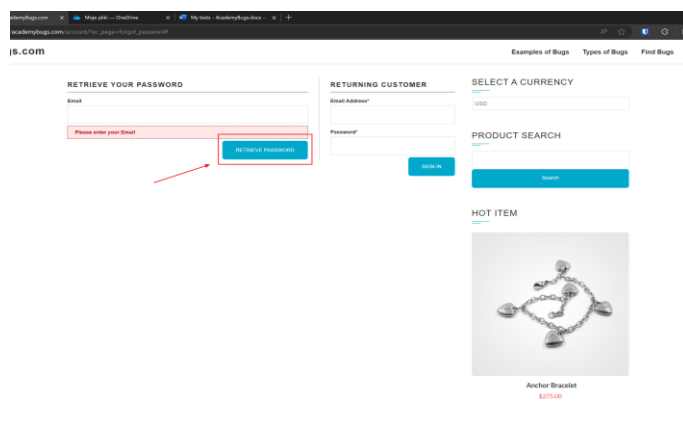 academyBugs.com
Moje pliki — OneDrive
My tests - AcademyBugs.docx -
academybugs.com/account/?ec_page=forgot_password#
gs.com
Examples of Bugs
Types of Bugs
Find Bugs
RETRIEVE YOUR PASSWORD
Email
Please enter your Email
RETRIEVE PASSWORD
RETURNING CUSTOMER
Email Address*
Password*
SIGN IN
SELECT A CURRENCY
USD
PRODUCT SEARCH
Search
HOT ITEM
Anchor Bracelet
$275.00